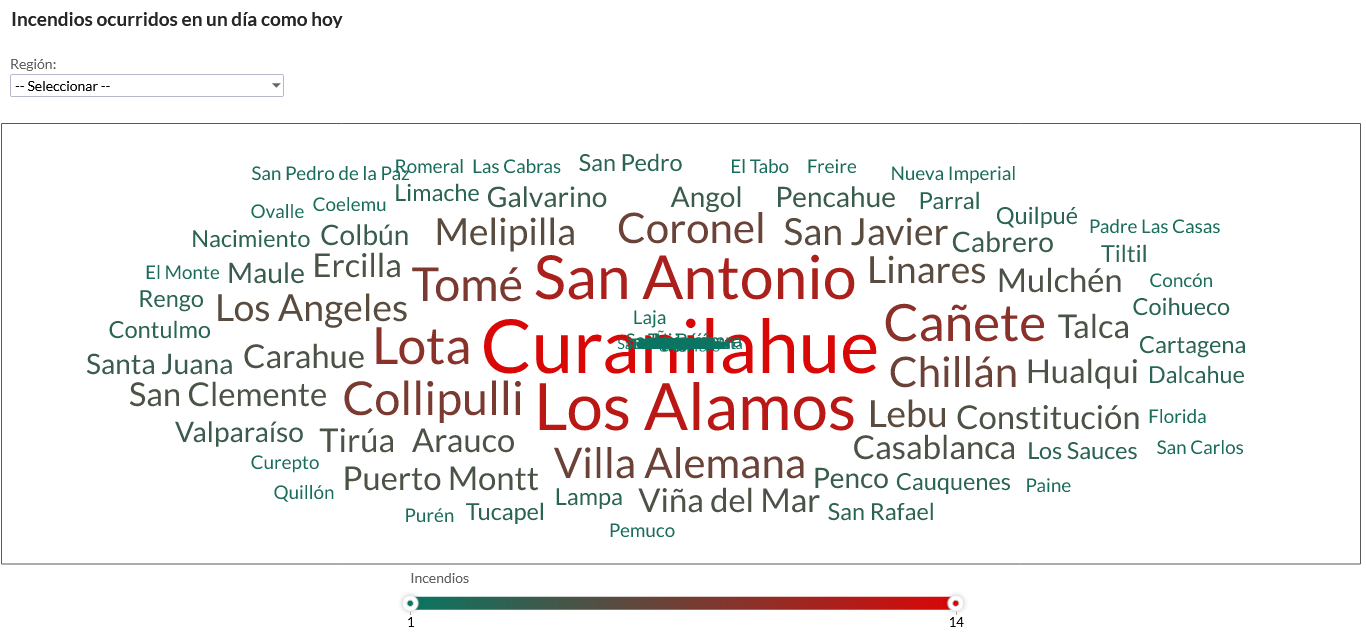 Incendios ocurridos en un día como hoy
Región:
-- Seleccionar --
San Pedro de la Paz Romeral Las Cabras San Pedro El Tabo Freire Nueva Imperial
Limache Galvarino Angol Pencahue Parral
Ovalle Coelemu Quilpué Padre Las Casas
Nacimiento Colbún Melipilla Coronel San Javier Cabrero Tiltil
El Monte Maule Ercilla Tomé San Antonio Linares Mulchén Concón
Rengo Los Angeles Coihueco
Contulmo Laja Cañete Talca
Santa Juana Carahue Lota Curanilahue Cartagena
San Clemente Collipulli Los Alamos Chillán Hualqui Dalcahue
Lebu Constitución Florida
Valparaíso Tirúa Arauco Casablanca Los Sauces San Carlos
Curepto Villa Alemana
Quillón Puerto Montt Lampa Viña del Mar Penco Cauquenes Paine
Purén Tucapel San Rafael
Pemuco
Incendios
1 14